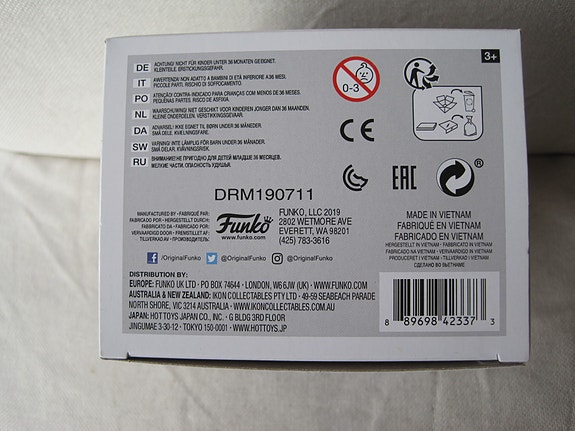 DE ACHTUNG! NICHT FÜR KINDER UNTER 36 MONATEN GEEIGNET.
KLEINTEILE. ERSTICKUNGSGEFAHR.
IT AVVERTENZA! NON ADATTO A BAMBINI DI ETÀ INFERIORE A 36 MESI.
PICCOLE PARTI. RISCHIO DI SOFFOCAMENTO.
PO ATENÇÃO! CONTRA-INDICADO PARA CRIANÇAS COM MENOS DE 36 MESES.
PEQUEÑAS PARTES. RISCO DE ASFIXIA.
NL WAARSCHUWING! NIET GESCHIKT VOOR KINDEREN JONGER DAN 36 MAANDEN.
KLEINE ONDERDELEN. VERSTIKKINGSGEVAAR.
DA ADVARSEL! IKKE EGNET TIL BØRN UNDER 36 MÅNEDER.
SMÅ DELE. KVÆLNINGSFARE.
SW VARNING! INTE LÄMPLIG FÖR BARN UNDER 36 MÅNADER.
SMÅ DELAR. KVÄVNINGSRISK.
RU ВНИМАНИЕ! НЕ ПРИГОДНО ДЛЯ ДЕТЕЙ МЛАДШЕ 36 МЕСЯЦЕВ.
МЕЛКИЕ ЧАСТИ. ОПАСНОСТЬ УДУШЬЯ.
0-3
3+
CE
EAC
®
DRM190711
MANUFACTURED BY • FABRIQUÉ PAR:
FABRICADO POR • HERGESTELLT DURCH:
FABBRICATO DA • FABRICADO POR:
VERVAARDIGD DOOR • FREMSTILLET AF:
TILLVERKAD AV • ПРОИЗВОДИТЕЛЬ:
Funko
www.funko.com
FUNKO, LLC 2019
2802 WETMORE AVE
EVERETT, WA 98201
(425) 783-3616
MADE IN VIETNAM
FABRIQUÉ EN VIETNAM
FABRICADO EN VIETNAM
HERGESTELLT IN VIETNAM • FABBRICATO IN VIETNAM
FABRICADO NO VIETNAM • VERVAARDIGD IN VIETNAM
PRODUCERET I VIETNAM • TILLVERKAD I VIETNAM
СДЕЛАНО ВО ВЬЕТНАМЕ
/OriginalFunko @OriginalFunko @OriginalFunko
DISTRIBUTION BY:
EUROPE: FUNKO UK LTD • PO BOX 74644 • LONDON, W6 6JW (UK) • WWW.FUNKO.COM
AUSTRALIA & NEW ZEALAND: IKON COLLECTABLES PTY LTD • 49-59 SEABEACH PARADE
NORTH SHORE, VIC 3214 AUSTRALIA • WWW.IKONCOLLECTABLES.COM.AU
JAPAN: HOT TOYS JAPAN CO., INC. • G BLDG 3RD FLOOR
JINGUMAE 3-30-12 • TOKYO 150-0001 • WWW.HOTTOYS.JP
8 89698 42337 3